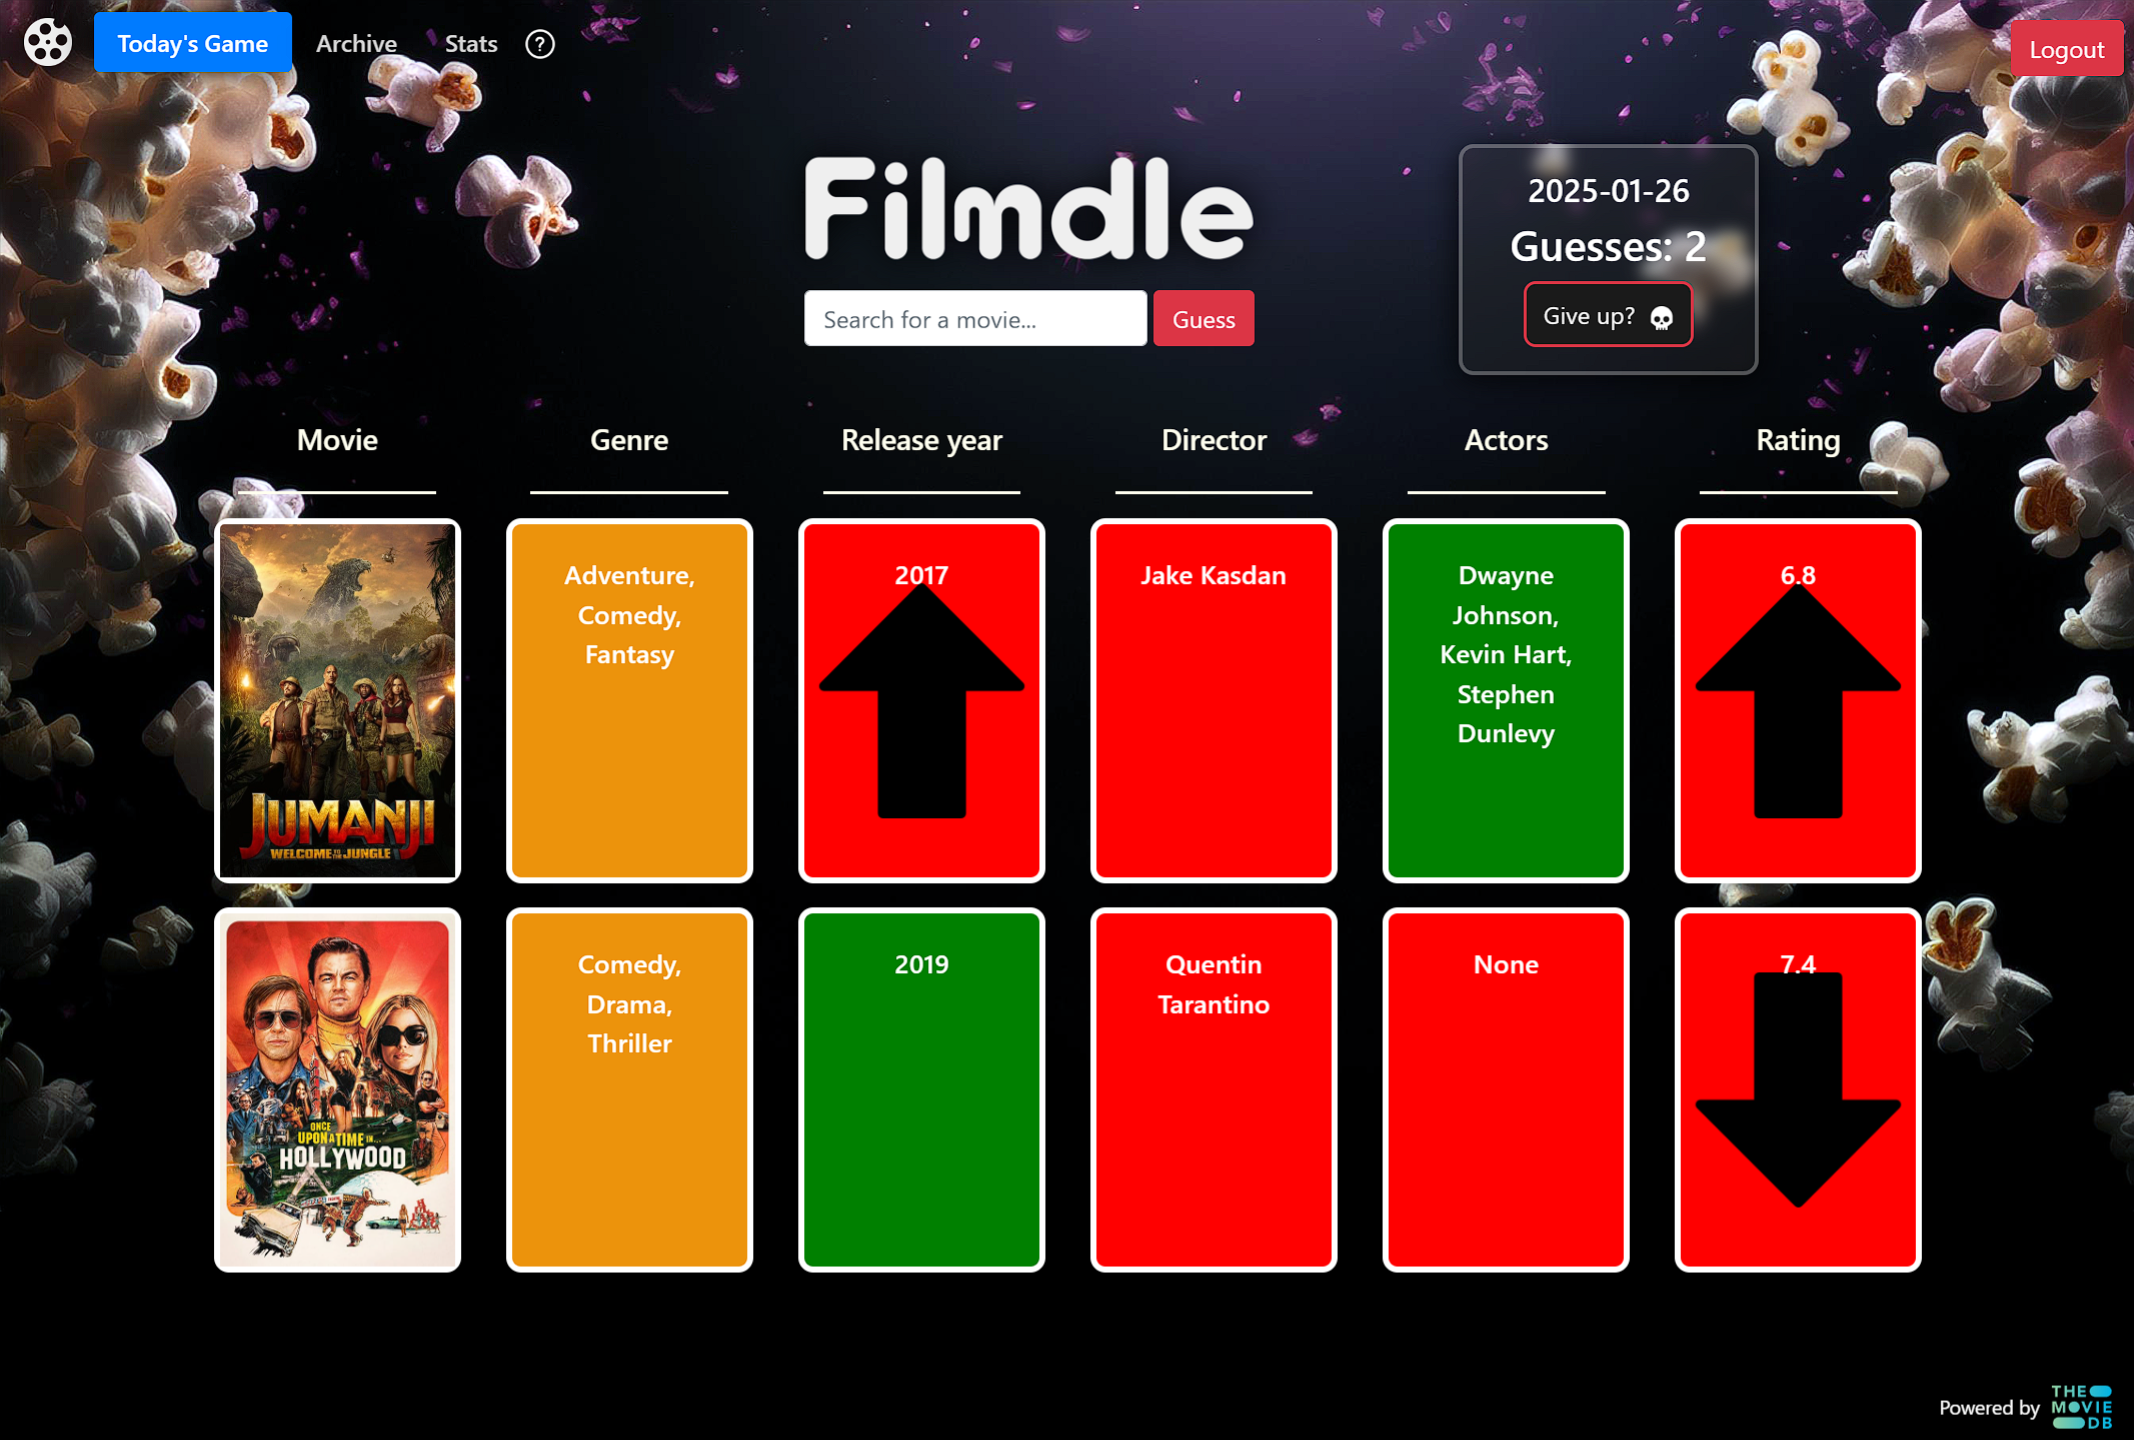 Today's Game
Archive
Stats
?
Logout
Filmdle
Search for a movie...
Guess
2025-01-26
Guesses: 2
Give up?
Movie
Genre
Release year
Director
Actors
Rating
JUMANJI
WELCOME TO THE JUNGLE
Adventure,
Comedy,
Fantasy
2017
Jake Kasdan
Dwayne
Johnson,
Kevin Hart,
Stephen
Dunlevy
6.8
ONCE
UPON A TIME IN...
HOLLYWOOD
Comedy,
Drama,
Thriller
2019
Quentin
Tarantino
None
7.4
Powered by
THE
MOVIE
DB